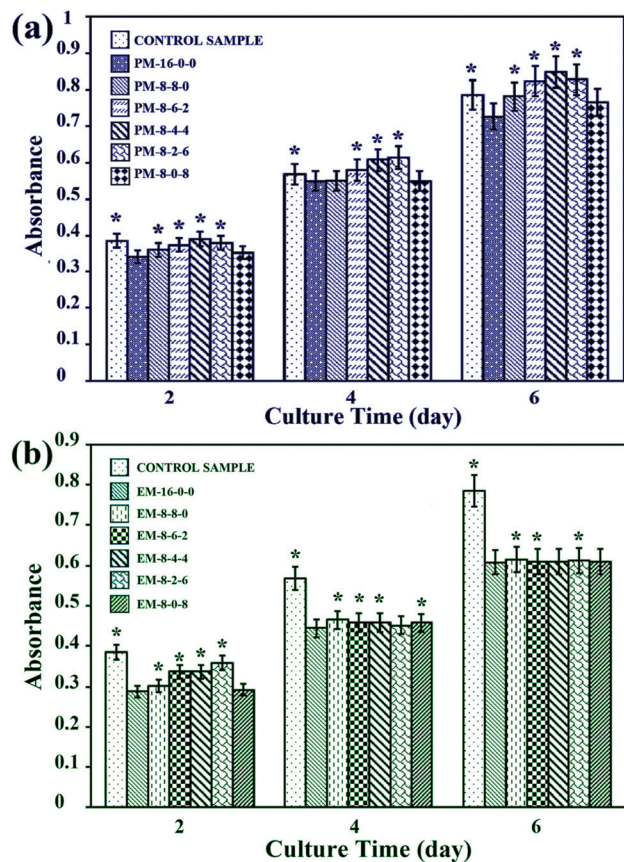 (a)
1
0.9
0.8
0.7
0.6
0.5
0.4
0.3
0.2
0.1
0
Absorbance
CONTROL SAMPLE
PM-16-0-0
PM-8-8-0
PM-8-6-2
PM-8-4-4
PM-8-2-6
PM-8-0-8
* * * * *
* * * *
* * * * *
2 4 6
Culture Time (day)
(b)
0.9
0.8
0.7
0.6
0.5
0.4
0.3
0.2
0.1
0
Absorbance
CONTROL SAMPLE
EM-16-0-0
EM-8-8-0
EM-8-6-2
EM-8-4-4
EM-8-2-6
EM-8-0-8
* * * * *
* * * * *
* * * *
2 4 6
Culture Time (day)